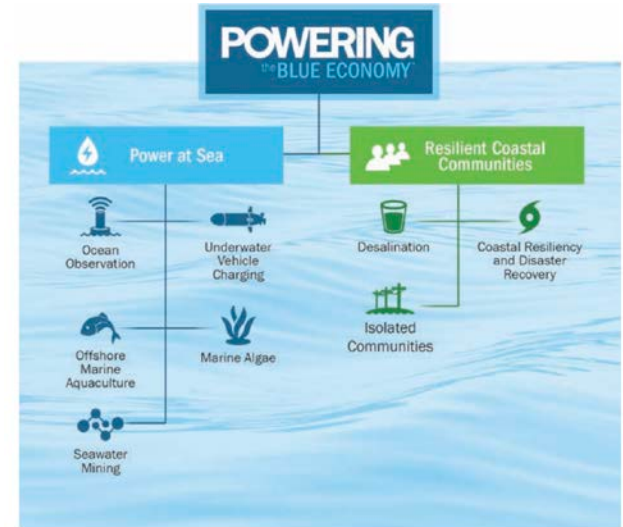 POWERING
the BLUE ECONOMY™
Power at Sea
Resilient Coastal
Communities
Ocean
Observation
Underwater
Vehicle
Charging
Desalination
Coastal Resiliency
and Disaster
Recovery
Offshore
Marine
Aquaculture
Marine Algae
Isolated
Communities
Seawater
Mining